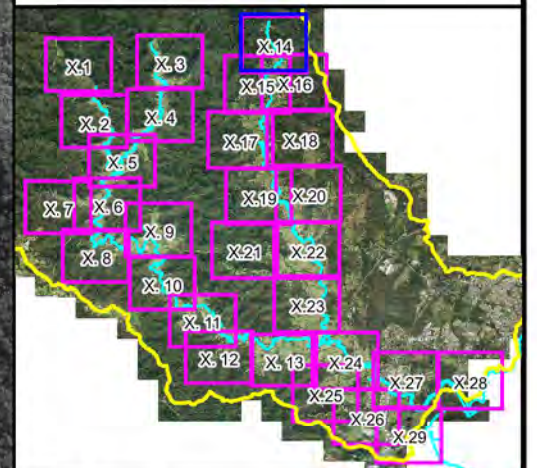 X.14
X.1
X. 3
X.15
X.16
X. 2
X. 4
X.17
X.18
X. 5
X. 7
X. 6
X.19
X.20
X. 9
X. 8
X.21
X.22
X. 10
X.23
X. 11
X. 12
X. 13
X.24
X.27
X.28
X.25
X.26
X.29